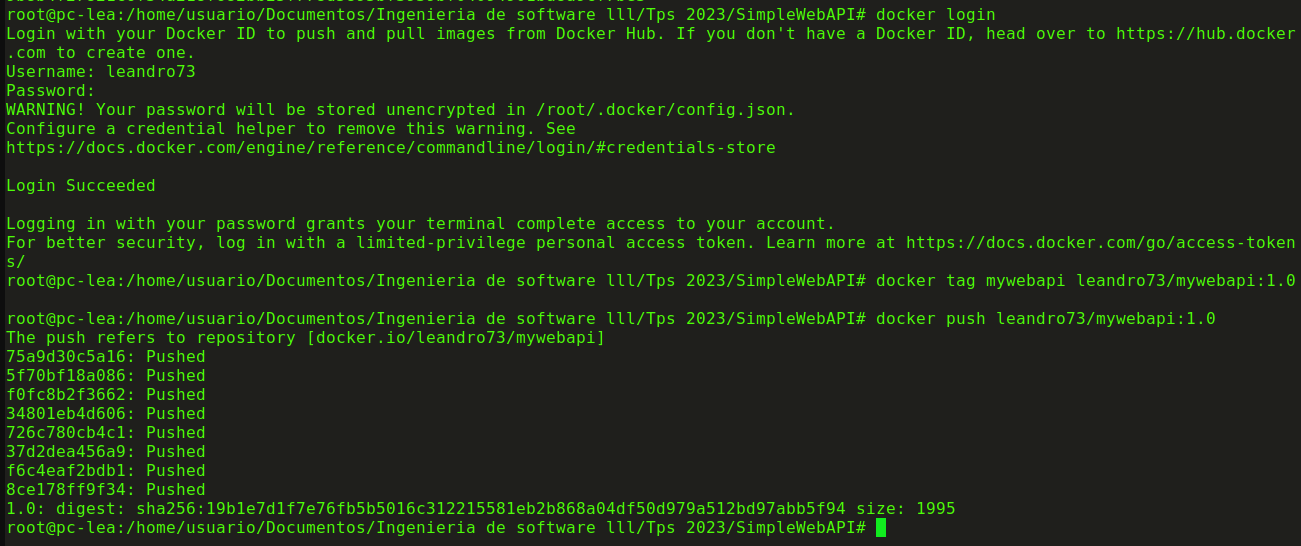 root@pc-lea:/home/usuario/Documentos/Ingenieria de software lll/Tps 2023/SimpleWebAPI# docker login
Login with your Docker ID to push and pull images from Docker Hub. If you don't have a Docker ID, head over to https://hub.docker
.com to create one.
Username: leandro73
Password:
WARNING! Your password will be stored unencrypted in /root/.docker/config.json.
Configure a credential helper to remove this warning. See
https://docs.docker.com/engine/reference/commandline/login/#credentials-store
Login Succeeded
Logging in with your password grants your terminal complete access to your account.
For better security, log in with a limited-privilege personal access token. Learn more at https://docs.docker.com/go/access-token
s/
root@pc-lea:/home/usuario/Documentos/Ingenieria de software lll/Tps 2023/SimpleWebAPI# docker tag mywebapi leandro73/mywebapi:1.0
root@pc-lea:/home/usuario/Documentos/Ingenieria de software lll/Tps 2023/SimpleWebAPI# docker push leandro73/mywebapi:1.0
The push refers to repository [docker.io/leandro73/mywebapi]
75a9d30c5a16: Pushed
5f70bf18a086: Pushed
f0fc8b2f3662: Pushed
34801eb4d606: Pushed
726c780cb4c1: Pushed
37d2dea456a9: Pushed
f6c4eaf2bdb1: Pushed
8ce178ff9f34: Pushed
1.0: digest: sha256:19b1e7d1f7e76fb5b5016c312215581eb2b868a04df50d979a512bd97abb5f94 size: 1995
root@pc-lea:/home/usuario/Documentos/Ingenieria de software lll/Tps 2023/SimpleWebAPI#